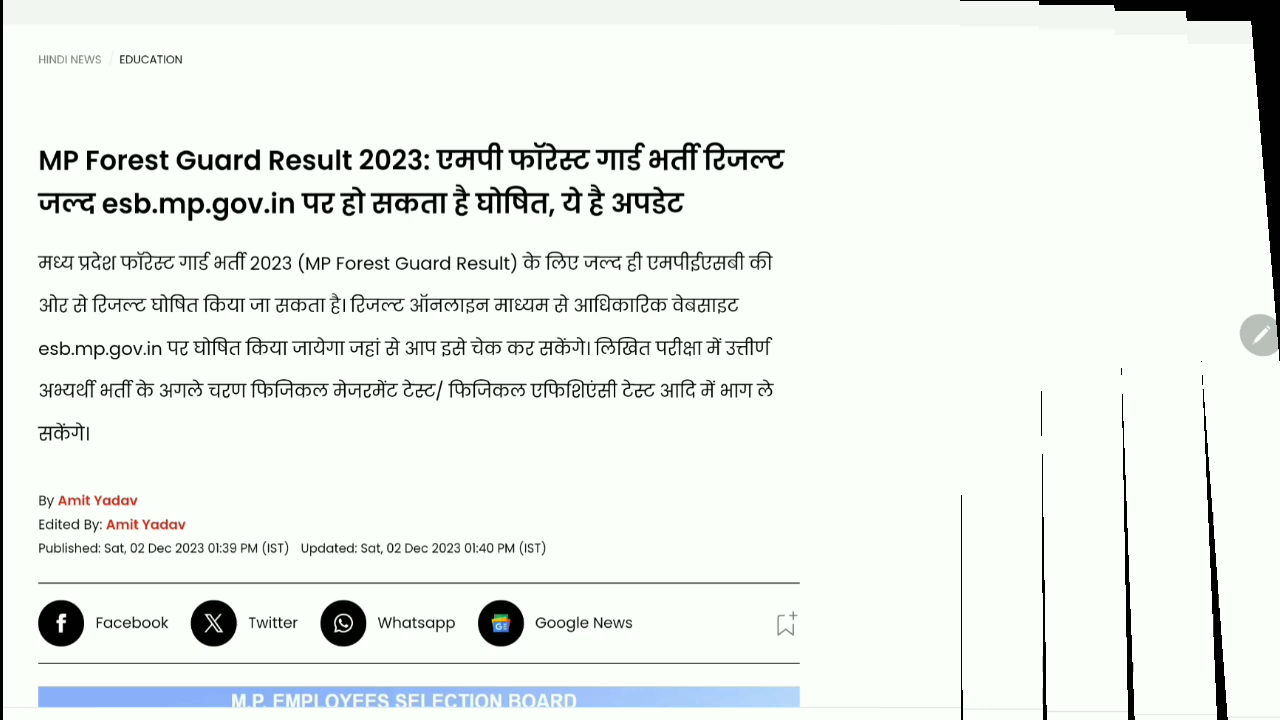 HINDI NEWS / EDUCATION
MP Forest Guard Result 2023: एमपी फॉरेस्ट गार्ड भर्ती रिजल्ट
जल्द esb.mp.gov.in पर हो सकता है घोषित, ये है अपडेट
मध्य प्रदेश फॉरेस्ट गार्ड भर्ती 2023 (MP Forest Guard Result) के लिए जल्द ही एमपीईएसबी की
ओर से रिजल्ट घोषित किया जा सकता है। रिजल्ट ऑनलाइन माध्यम से आधिकारिक वेबसाइट
esb.mp.gov.in पर घोषित किया जायेगा जहां से आप इसे चेक कर सकेंगे। लिखित परीक्षा में उत्तीर्ण
अभ्यर्थी भर्ती के अगले चरण फिजिकल मेजरमेंट टेस्ट/ फिजिकल एफिशिएंसी टेस्ट आदि में भाग ले
सकेंगे।
By Amit Yadav
Edited By: Amit Yadav
Published: Sat, 02 Dec 2023 01:39 PM (IST) Updated: Sat, 02 Dec 2023 01:40 PM (IST)
Facebook Twitter Whatsapp Google News
M.P. EMPLOYEES SELECTION BOARD